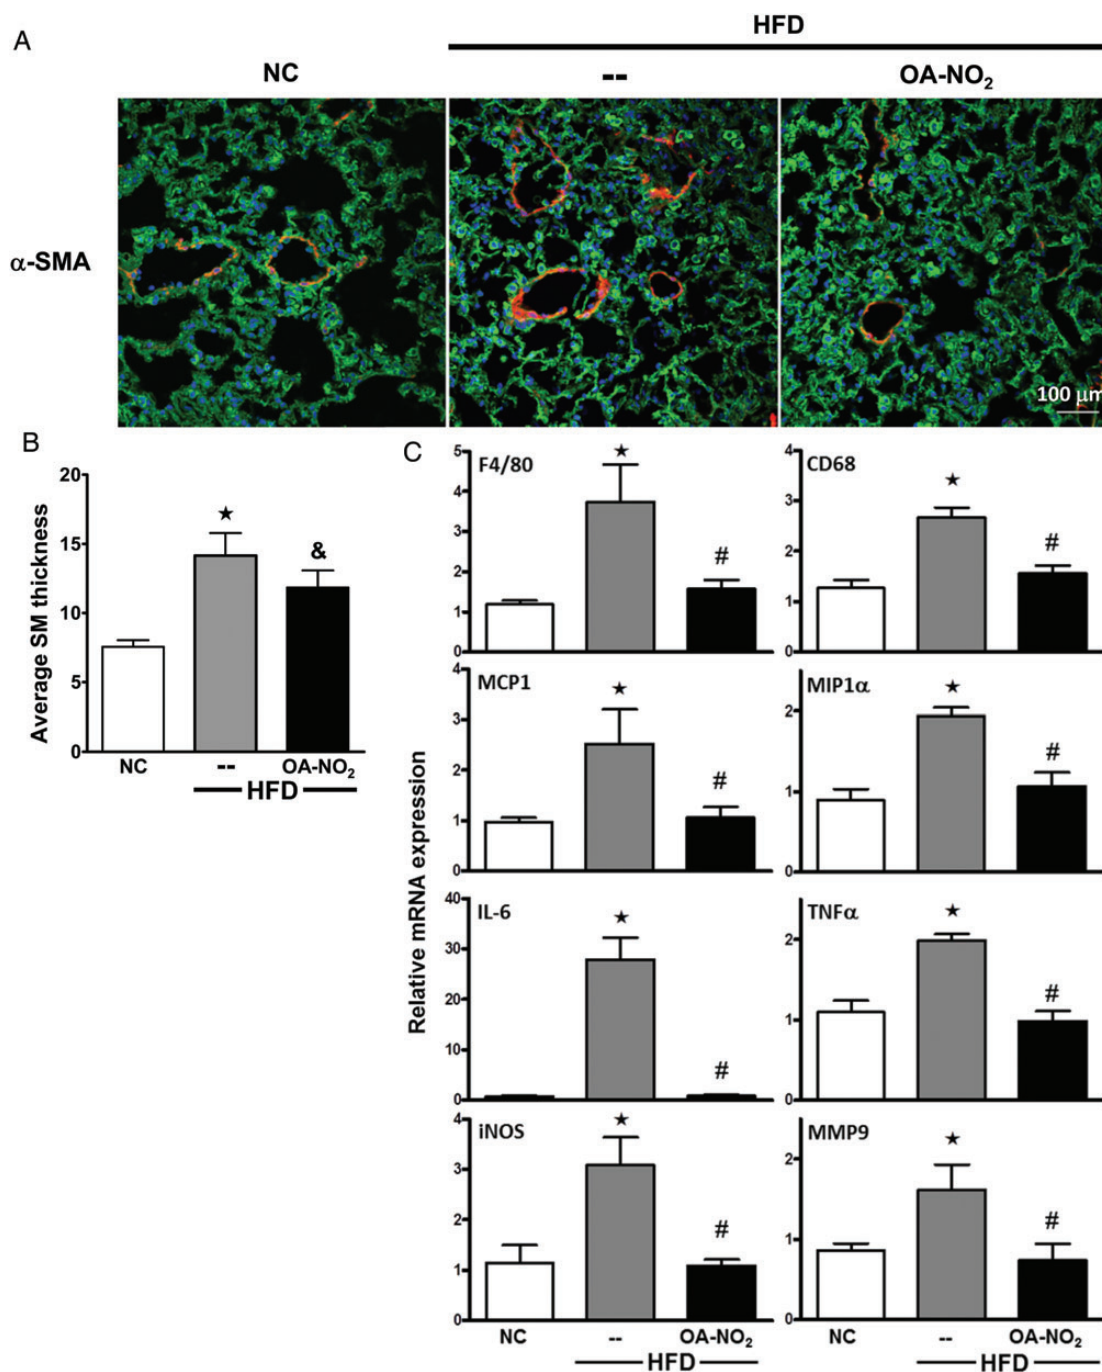 A
HFD
NC
--
OA-NO₂
α-SMA
100 μm
B
Average SM thickness
20
15
10
5
0
★
&
NC
--
OA-NO₂
HFD
C
Relative mRNA expression
F4/80
5
4
3
2
1
0
★
#
CD68
3
2
1
0
★
#
MCP1
4
3
2
1
0
★
#
MIP1α
2
1
0
★
#
IL-6
40
30
20
10
0
★
#
TNFα
2
1
0
★
#
iNOS
4
3
2
1
0
★
#
MMP9
2
1
0
★
#
NC
--
OA-NO₂
HFD
NC
--
OA-NO₂
HFD